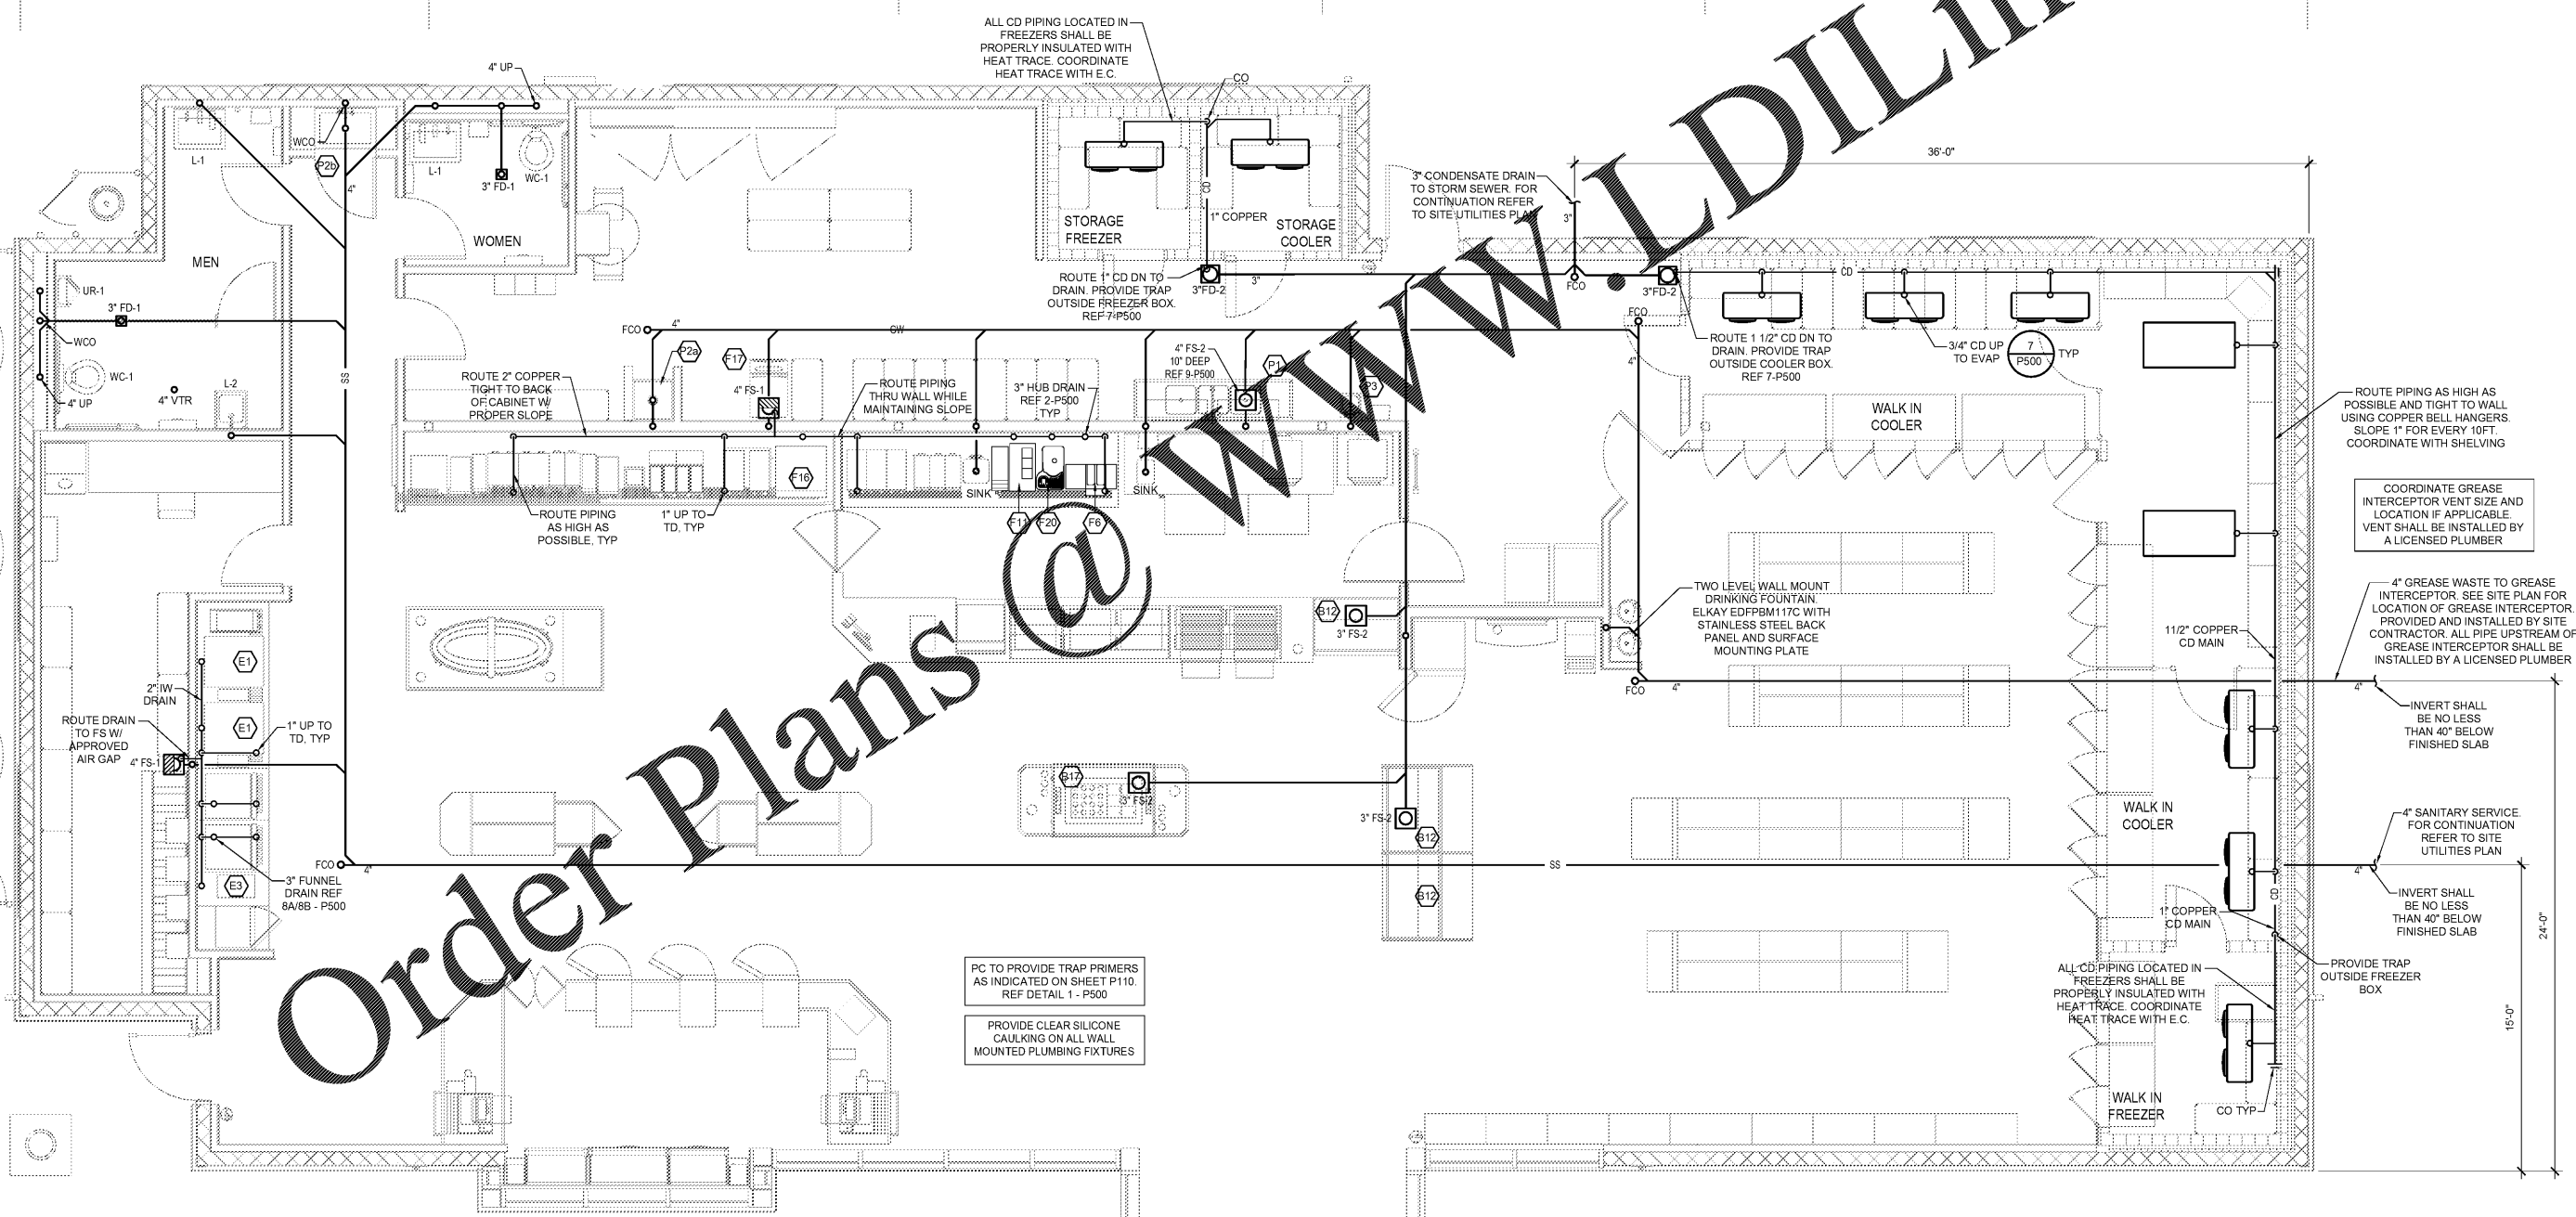 ALL CD PIPING LOCATED IN
FREEZERS SHALL BE
PROPERLY INSULATED WITH
HEAT TRACE. COORDINATE
HEAT TRACE WITH E.C.
CO
4" UP
WCO
P2b
L-1
4"
L-1
3" FD-1
WC-1
WOMEN
MEN
UR-1
3" FD-1
WCO
WC-1
4" UP
4" VTR
L-2
SS
STORAGE
FREEZER
CD
1" COPPER
STORAGE
COOLER
ROUTE 1" CD DN TO
DRAIN. PROVIDE TRAP
OUTSIDE FREEZER BOX.
REF 7-P500
3"FD-2
3"
3" CONDENSATE DRAIN
TO STORM SEWER. FOR
CONTINUATION REFER
TO SITE UTILITIES PLAN
3"
FCO
36'-0"
3"FD-2
CD
ROUTE 1 1/2" CD DN TO
DRAIN. PROVIDE TRAP
OUTSIDE COOLER BOX.
REF 7-P500
3/4" CD UP
TO EVAP
7
P500
TYP
FCO
4"
FCO
4"
GW
P2a
F17
4" FS-1
ROUTE 2" COPPER
TIGHT TO BACK
OF CABINET W/
PROPER SLOPE
ROUTE PIPING
THRU WALL WHILE
MAINTAINING SLOPE
3" HUB DRAIN
REF 2-P500
TYP
4" FS-2
10" DEEP
REF 9-P500
P1
P3
F16
SINK
SINK
F11
F20
F6
ROUTE PIPING
AS HIGH AS
POSSIBLE, TYP
1" UP TO
TD, TYP
WALK IN
COOLER
ROUTE PIPING AS HIGH AS
POSSIBLE AND TIGHT TO WALL
USING COPPER BELL HANGERS.
SLOPE 1" FOR EVERY 10FT.
COORDINATE WITH SHELVING
COORDINATE GREASE
INTERCEPTOR VENT SIZE AND
LOCATION IF APPLICABLE.
VENT SHALL BE INSTALLED BY
A LICENSED PLUMBER
4" GREASE WASTE TO GREASE
INTERCEPTOR. SEE SITE PLAN FOR
LOCATION OF GREASE INTERCEPTOR.
PROVIDED AND INSTALLED BY SITE
CONTRACTOR. ALL PIPE UPSTREAM OF
GREASE INTERCEPTOR SHALL BE
INSTALLED BY A LICENSED PLUMBER
TWO LEVEL WALL MOUNT
DRINKING FOUNTAIN.
ELKAY EDFPBM117C WITH
STAINLESS STEEL BACK
PANEL AND SURFACE
MOUNTING PLATE
11/2" COPPER
CD MAIN
B12
3" FS-2
FCO
4"
4"
INVERT SHALL
BE NO LESS
THAN 40" BELOW
FINISHED SLAB
E1
2" IW
DRAIN
E1
ROUTE DRAIN
TO FS W/
APPROVED
AIR GAP
4" FS-1
1" UP TO
TD, TYP
B17
3" FS-2
3" FS-2
B12
B12
WALK IN
COOLER
4" SANITARY SERVICE.
FOR CONTINUATION
REFER TO SITE
UTILITIES PLAN
FCO
4"
SS
4"
E3
3" FUNNEL
DRAIN REF
8A/8B - P500
CD
INVERT SHALL
BE NO LESS
THAN 40" BELOW
FINISHED SLAB
1" COPPER
CD MAIN
24'-0"
15'-0"
PC TO PROVIDE TRAP PRIMERS
AS INDICATED ON SHEET P110.
REF DETAIL 1 - P500
PROVIDE CLEAR SILICONE
CAULKING ON ALL WALL
MOUNTED PLUMBING FIXTURES
ALL CD PIPING LOCATED IN
FREEZERS SHALL BE
PROPERLY INSULATED WITH
HEAT TRACE. COORDINATE
HEAT TRACE WITH E.C.
PROVIDE TRAP
OUTSIDE FREEZER
BOX
WALK IN
FREEZER
CO TYP
Order Plans @ www.LDILin